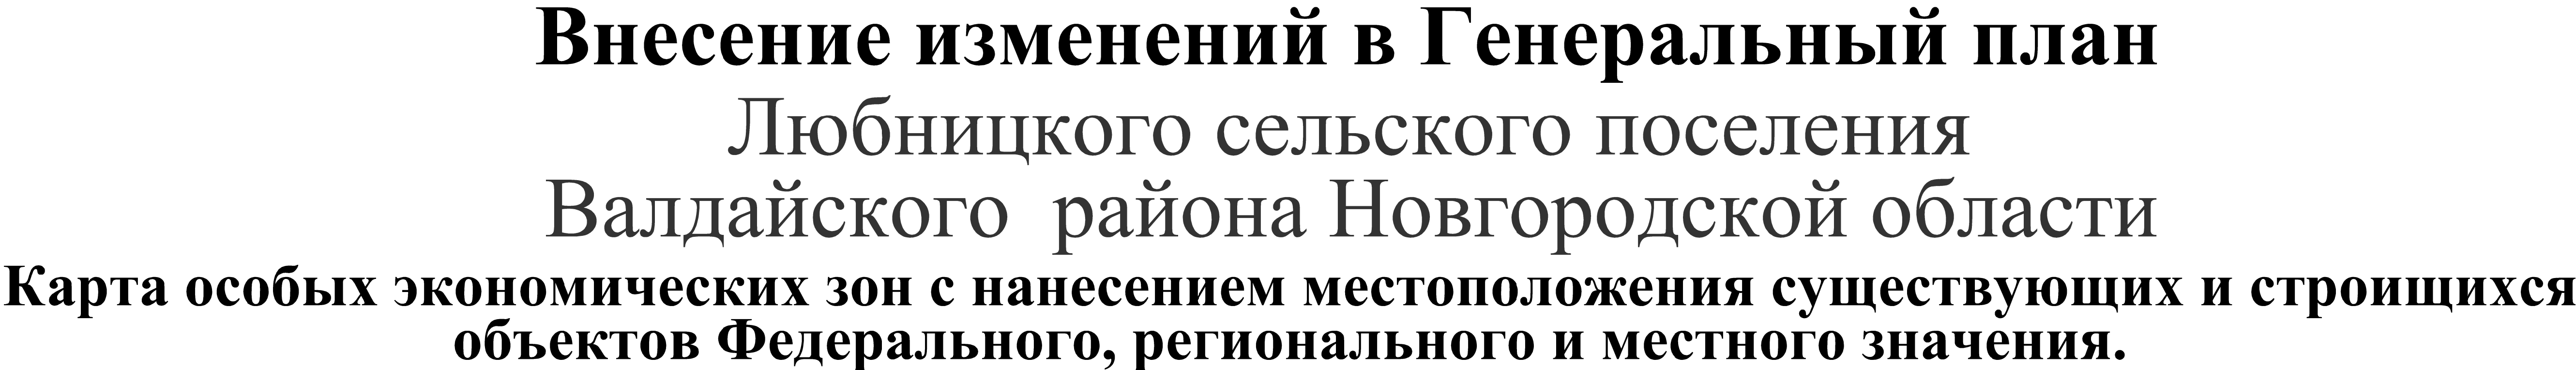 Внесение изменений в Генеральный план
Любницкого сельского поселения
Валдайского района Новгородской области
Карта особых экономических зон с нанесением местоположения существующих и строищихся
объектов Федерального, регионального и местного значения.